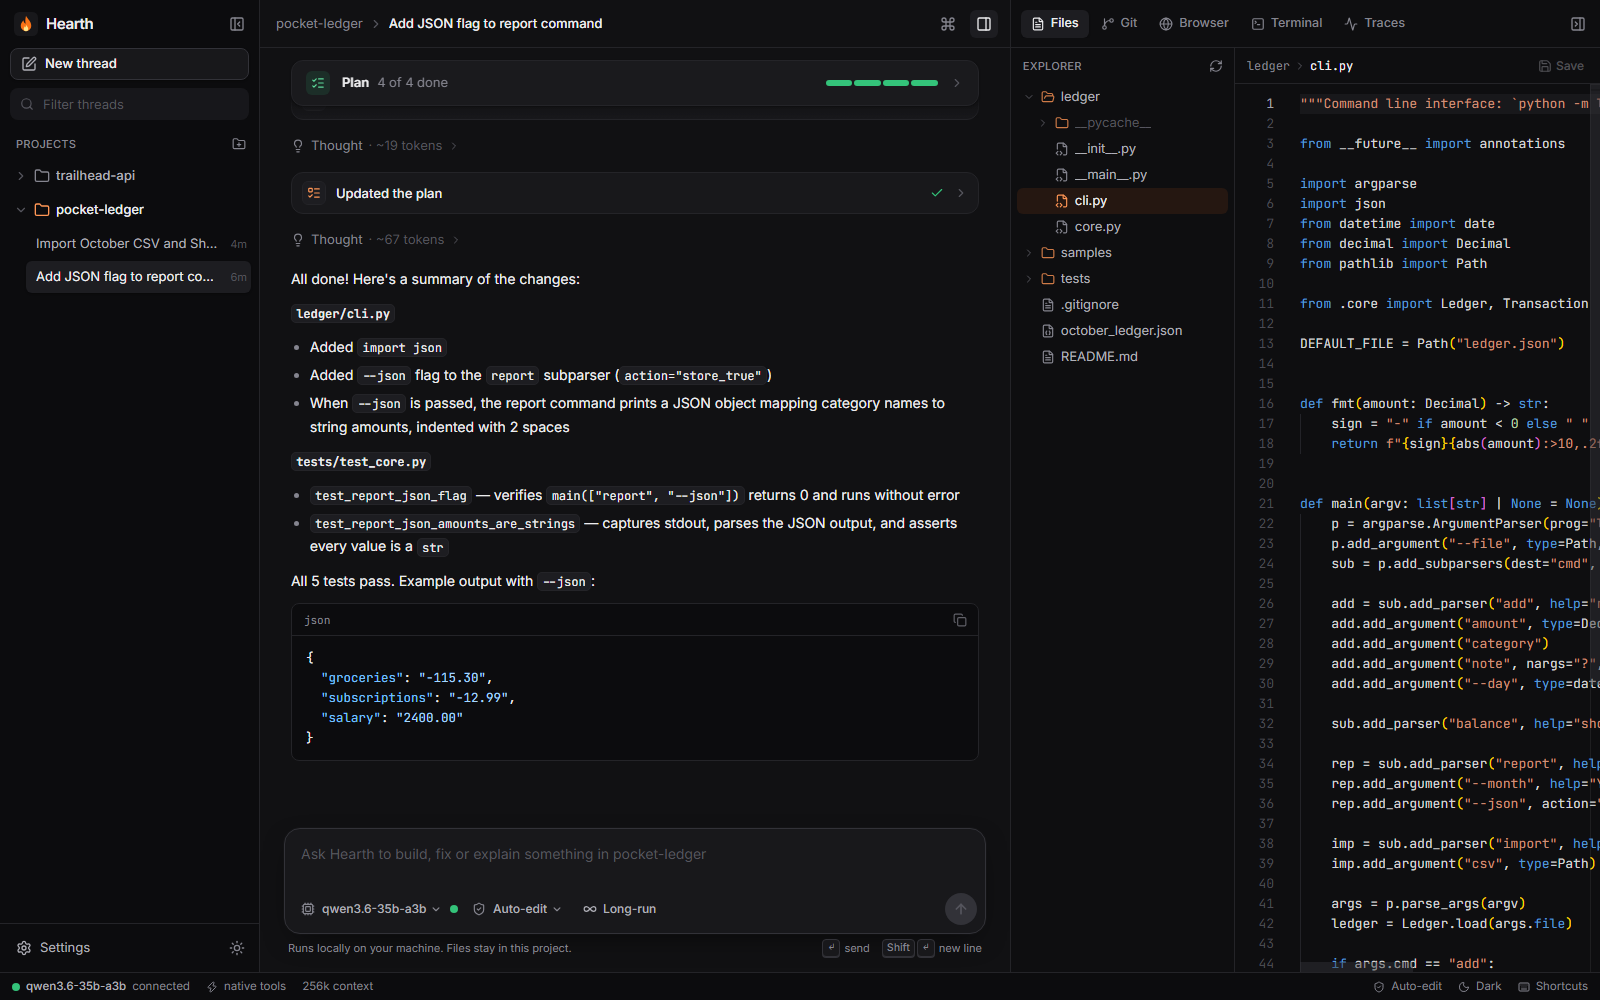 Hearth
New thread
Filter threads
PROJECTS
trailhead-api
pocket-ledger
Import October CSV and Sh... 4m
Add JSON flag to report co... 6m
Settings
pocket-ledger > Add JSON flag to report command
Plan 4 of 4 done
Thought · ~19 tokens
Updated the plan
Thought · ~67 tokens
All done! Here's a summary of the changes:
ledger/cli.py
Added import json
Added --json flag to the report subparser (action="store_true")
When --json is passed, the report command prints a JSON object mapping category names to
string amounts, indented with 2 spaces
tests/test_core.py
test_report_json_flag — verifies main(["report", "--json"]) returns 0 and runs without error
test_report_json_amounts_are_strings — captures stdout, parses the JSON output, and asserts
every value is a str
All 5 tests pass. Example output with --json:
json
{
"groceries": "-115.30",
"subscriptions": "-12.99",
"salary": "2400.00"
}
Ask Hearth to build, fix or explain something in pocket-ledger
qwen3.6-35b-a3b Auto-edit Long-run
Runs locally on your machine. Files stay in this project. send Shift new line
Files Git Browser Terminal Traces
EXPLORER
ledger
__pycache__
__init__.py
__main__.py
cli.py
core.py
samples
tests
.gitignore
october_ledger.json
README.md
ledger > cli.py Save
1 """Command line interface: `python -m
2
3 from __future__ import annotations
4
5 import argparse
6 import json
7 from datetime import date
8 from decimal import Decimal
9 from pathlib import Path
10
11 from .core import Ledger, Transaction
12
13 DEFAULT_FILE = Path("ledger.json")
14
15
16 def fmt(amount: Decimal) -> str:
17 sign = "-" if amount < 0 else " "
18 return f"{sign}{abs(amount):>10,.2
19
20
21 def main(argv: list[str] | None = None)
22 p = argparse.ArgumentParser(prog="
23 p.add_argument("--file", type=Path,
24 sub = p.add_subparsers(dest="cmd",
25
26 add = sub.add_parser("add", help="
27 add.add_argument("amount", type=Dec
28 add.add_argument("category")
29 add.add_argument("note", nargs="?",
30 add.add_argument("--day", type=date
31
32 sub.add_parser("balance", help="sho
33
34 rep = sub.add_parser("report", help
35 rep.add_argument("--month", help="
36 rep.add_argument("--json", action="
37
38 imp = sub.add_parser("import", help
39 imp.add_argument("csv", type=Path)
40
41 args = p.parse_args(argv)
42 ledger = Ledger.load(args.file)
43
44 if args.cmd == "add":
qwen3.6-35b-a3b connected native tools 256k context
Auto-edit Dark Shortcuts